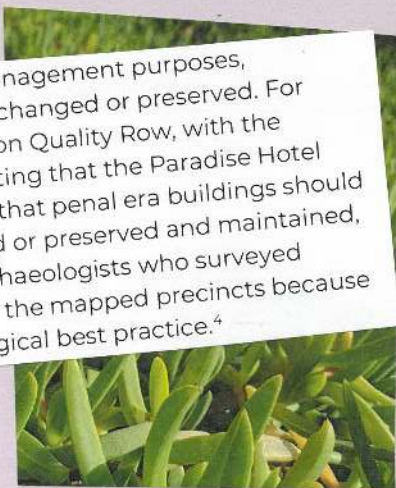 nagement purposes,
changed or preserved. For
on Quality Row, with the
ting that the Paradise Hotel
that penal era buildings should
d or preserved and maintained,
haeologists who surveyed
the mapped precincts because
gical best practice.⁴